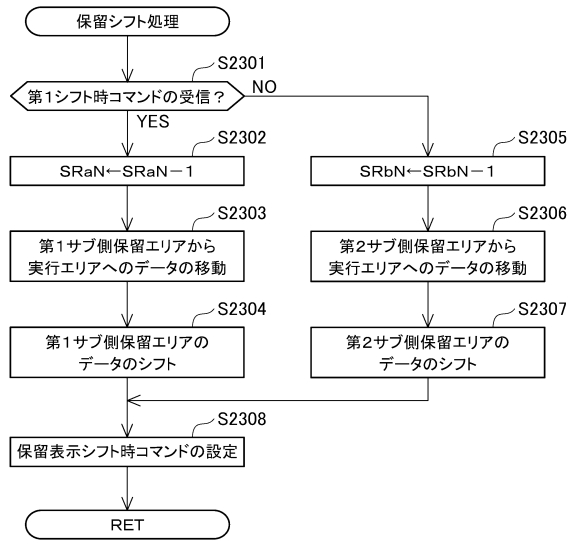 保留シフト処理
S2301
第1シフト時コマンドの受信？
NO
YES
S2302
SRaN←SRaN－1
S2303
第1サブ側保留エリアから
実行エリアへのデータの移動
S2304
第1サブ側保留エリアの
データのシフト
S2305
SRbN←SRbN－1
S2306
第2サブ側保留エリアから
実行エリアへのデータの移動
S2307
第2サブ側保留エリアの
データのシフト
S2308
保留表示シフト時コマンドの設定
RET